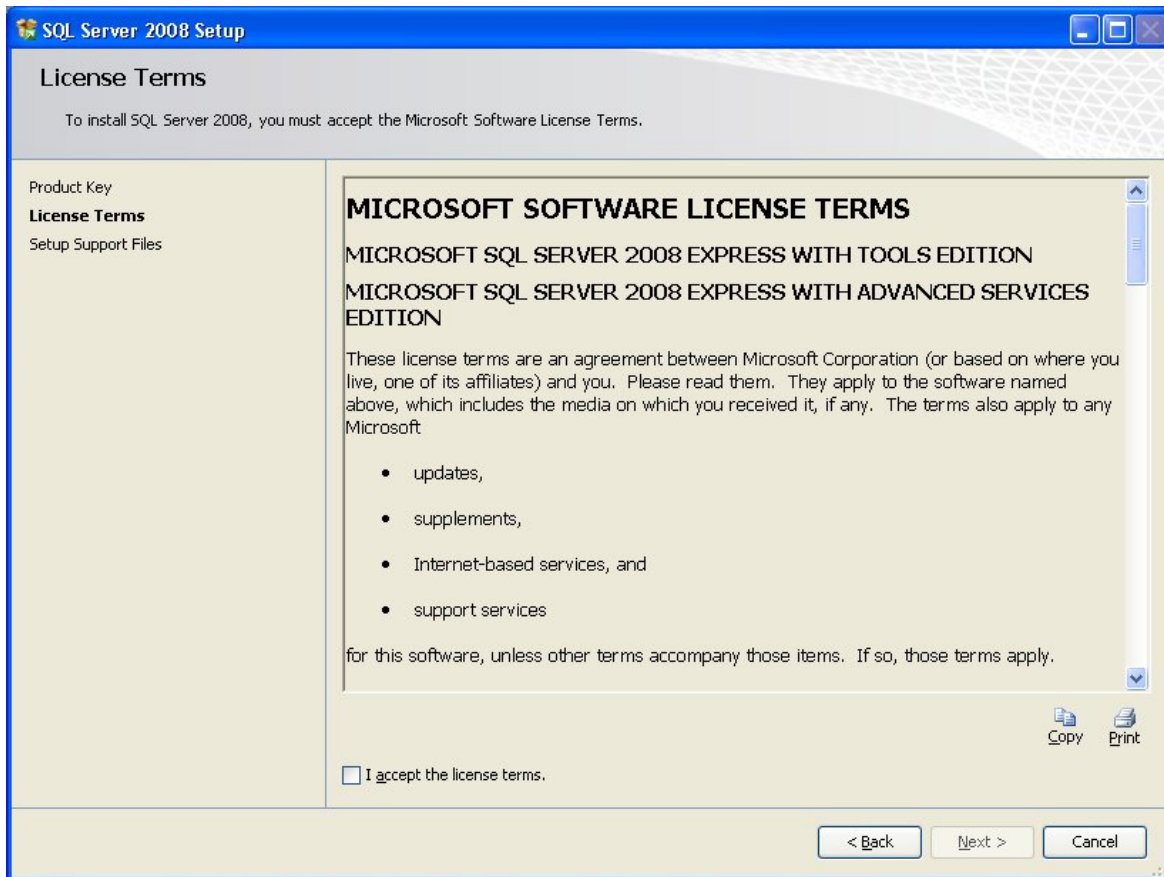 SQL Server 2008 Setup
License Terms
To install SQL Server 2008, you must accept the Microsoft Software License Terms.
Product Key
License Terms
Setup Support Files
MICROSOFT SOFTWARE LICENSE TERMS
MICROSOFT SQL SERVER 2008 EXPRESS WITH TOOLS EDITION
MICROSOFT SQL SERVER 2008 EXPRESS WITH ADVANCED SERVICES
EDITION
These license terms are an agreement between Microsoft Corporation (or based on where you
live, one of its affiliates) and you.  Please read them.  They apply to the software named
above, which includes the media on which you received it, if any.  The terms also apply to any
Microsoft
• updates,
• supplements,
• Internet-based services, and
• support services
for this software, unless other terms accompany those items.  If so, those terms apply.
Copy Print
I accept the license terms.
< Back Next > Cancel